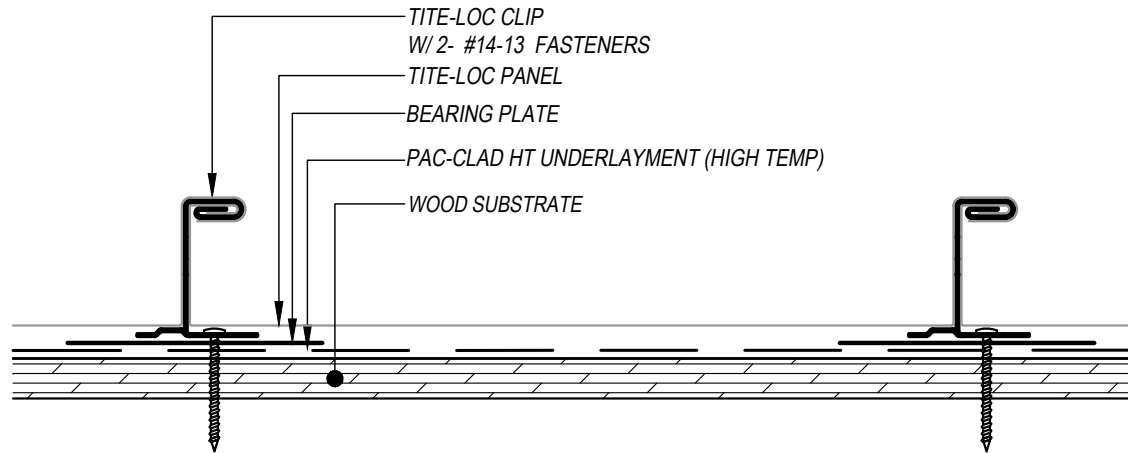 TITE-LOC CLIP
W/ 2- #14-13 FASTENERS
TITE-LOC PANEL
BEARING PLATE
PAC-CLAD HT UNDERLAYMENT (HIGH TEMP)
WOOD SUBSTRATE